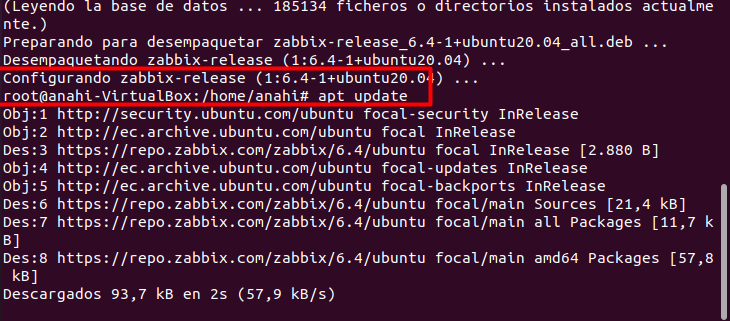 (Leyendo la base de datos ... 185134 ficheros o directorios instalados actualme
nte.)
Preparando para desempaquetar zabbix-release_6.4-1+ubuntu20.04_all.deb ...
Desempaquetando zabbix-release (1:6.4-1+ubuntu20.04) ...
Configurando zabbix-release (1:6.4-1+ubuntu20.04) ...
root@anahi-VirtualBox:/home/anahi# apt update
Obj:1 http://security.ubuntu.com/ubuntu focal-security InRelease
Obj:2 http://ec.archive.ubuntu.com/ubuntu focal InRelease
Des:3 https://repo.zabbix.com/zabbix/6.4/ubuntu focal InRelease [2.880 B]
Obj:4 http://ec.archive.ubuntu.com/ubuntu focal-updates InRelease
Obj:5 http://ec.archive.ubuntu.com/ubuntu focal-backports InRelease
Des:6 https://repo.zabbix.com/zabbix/6.4/ubuntu focal/main Sources [21,4 kB]
Des:7 https://repo.zabbix.com/zabbix/6.4/ubuntu focal/main all Packages [11,7 k
B]
Des:8 https://repo.zabbix.com/zabbix/6.4/ubuntu focal/main amd64 Packages [57,8
 kB]
Descargados 93,7 kB en 2s (57,9 kB/s)